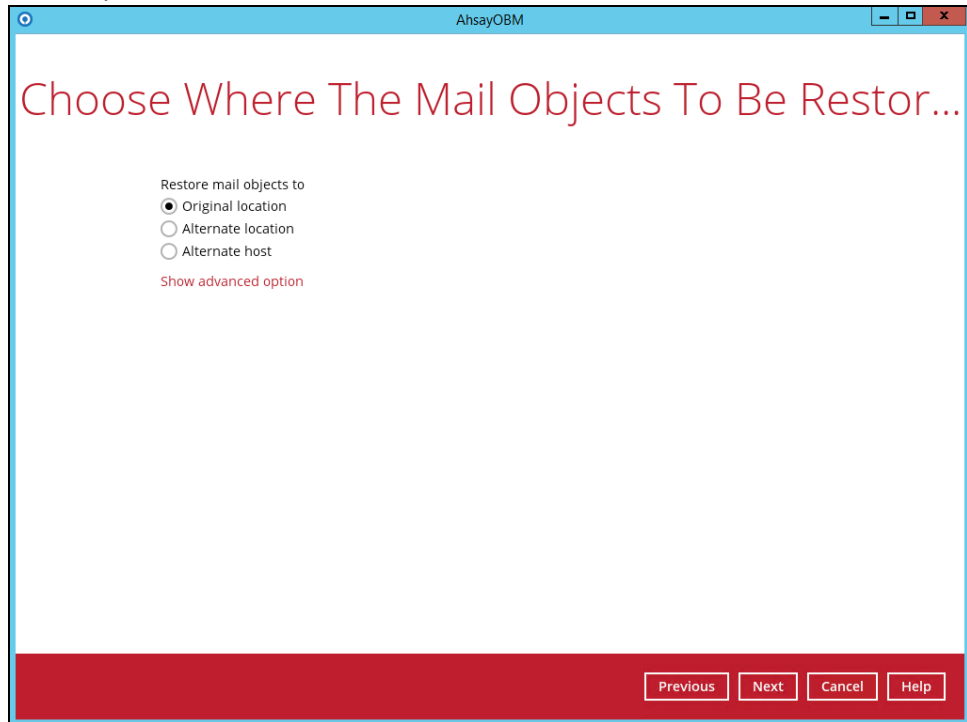 AhsayOBM
Choose Where The Mail Objects To Be Restor...
Restore mail objects to
Original location
Alternate location
Alternate host
Show advanced option
Previous Next Cancel Help